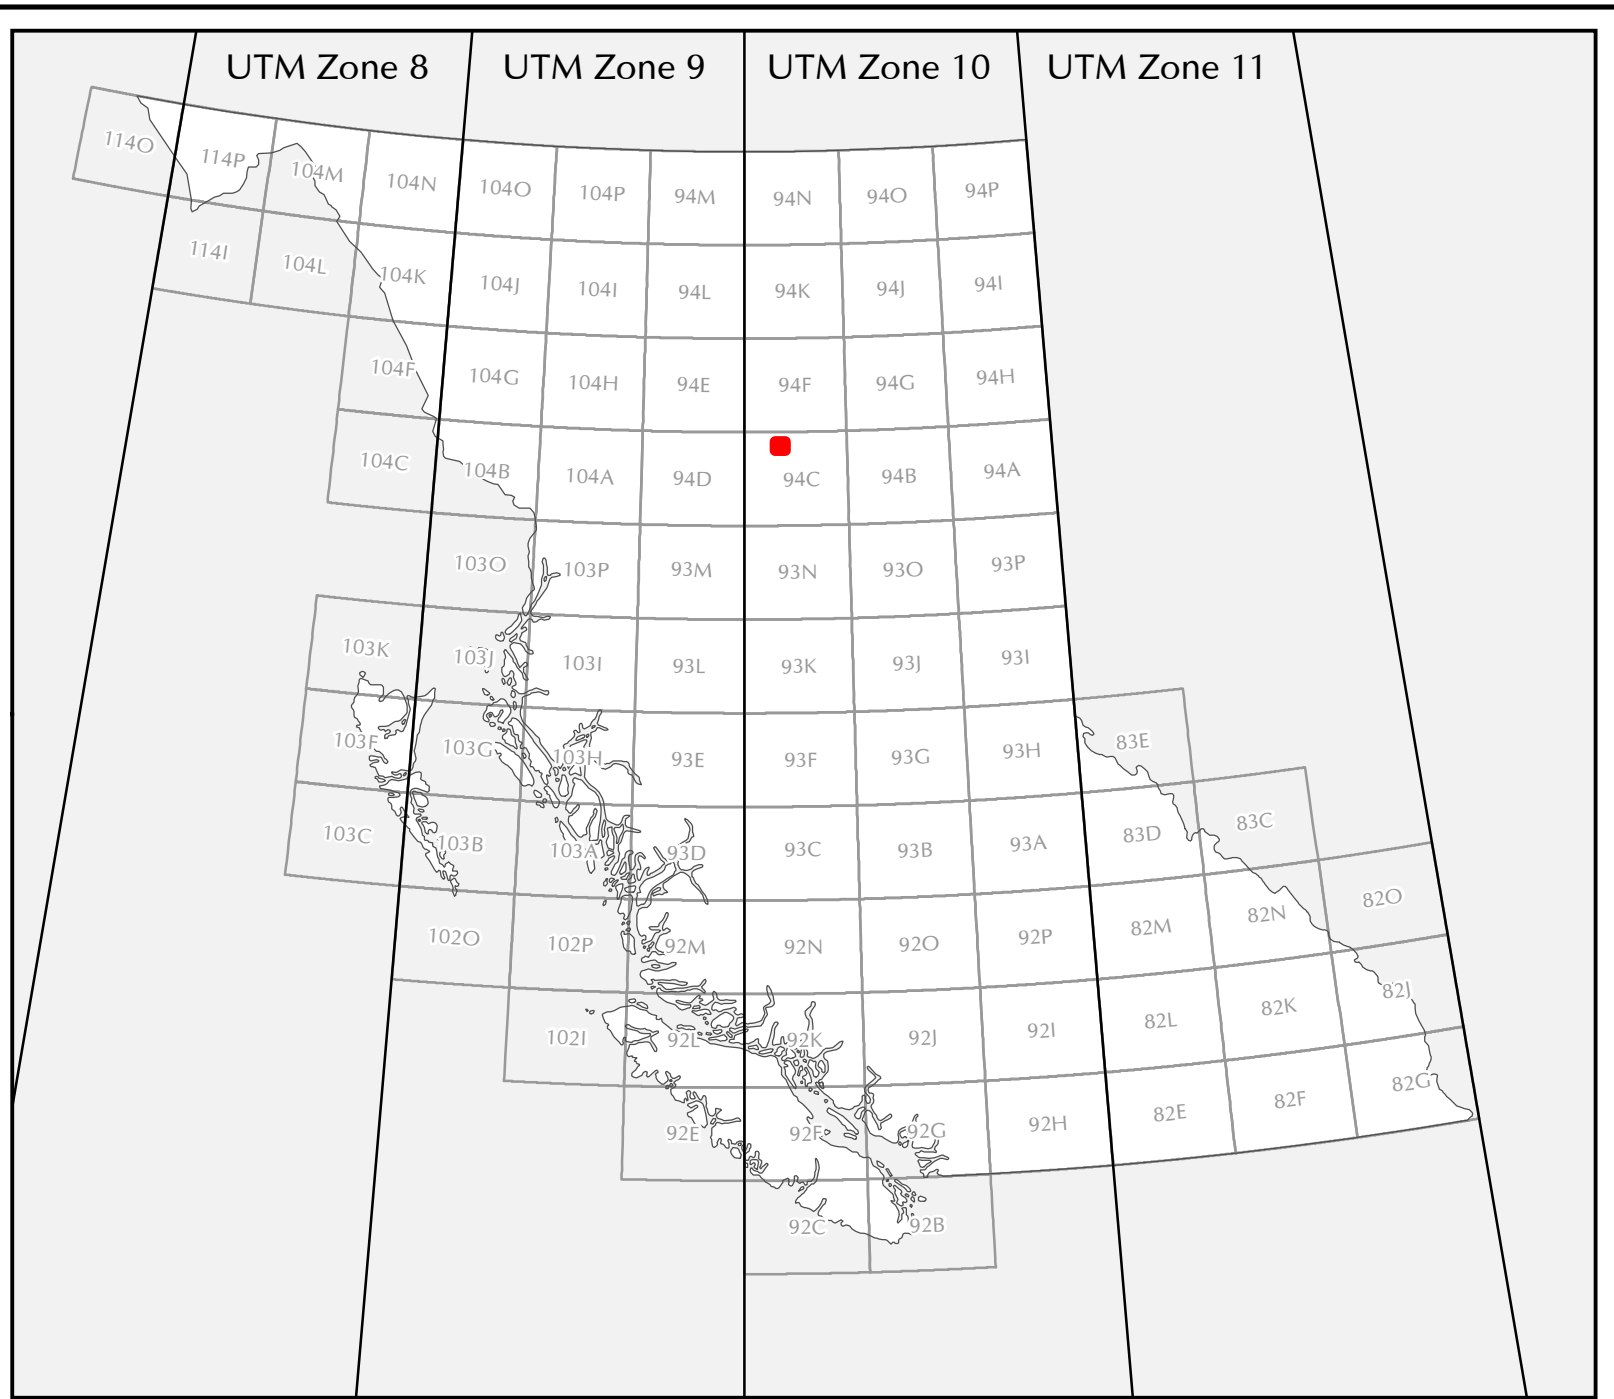 UTM Zone 8 UTM Zone 9 UTM Zone 10 UTM Zone 11
114O 114P 104M 104N 104O 104P 94M 94N 94O 94P
114I 104L 104K 104J 104I 94L 94K 94J 94I
104F 104G 104H 94E 94F 94G 94H
104C 104B 104A 94D 94C 94B 94A
103O 103P 93M 93N 93O 93P
103K 103J 103I 93L 93K 93J 93I
103F 103G 103H 93E 93F 93G 93H 83E
103C 103B 103A 93D 93C 93B 93A 83D 83C
102O 102P 92M 92N 92O 92P 82M 82N 82O
102I 92L 92K 92J 92I 82L 82K 82J
92E 92F 92G 92H 82E 82F 82G
92C 92B